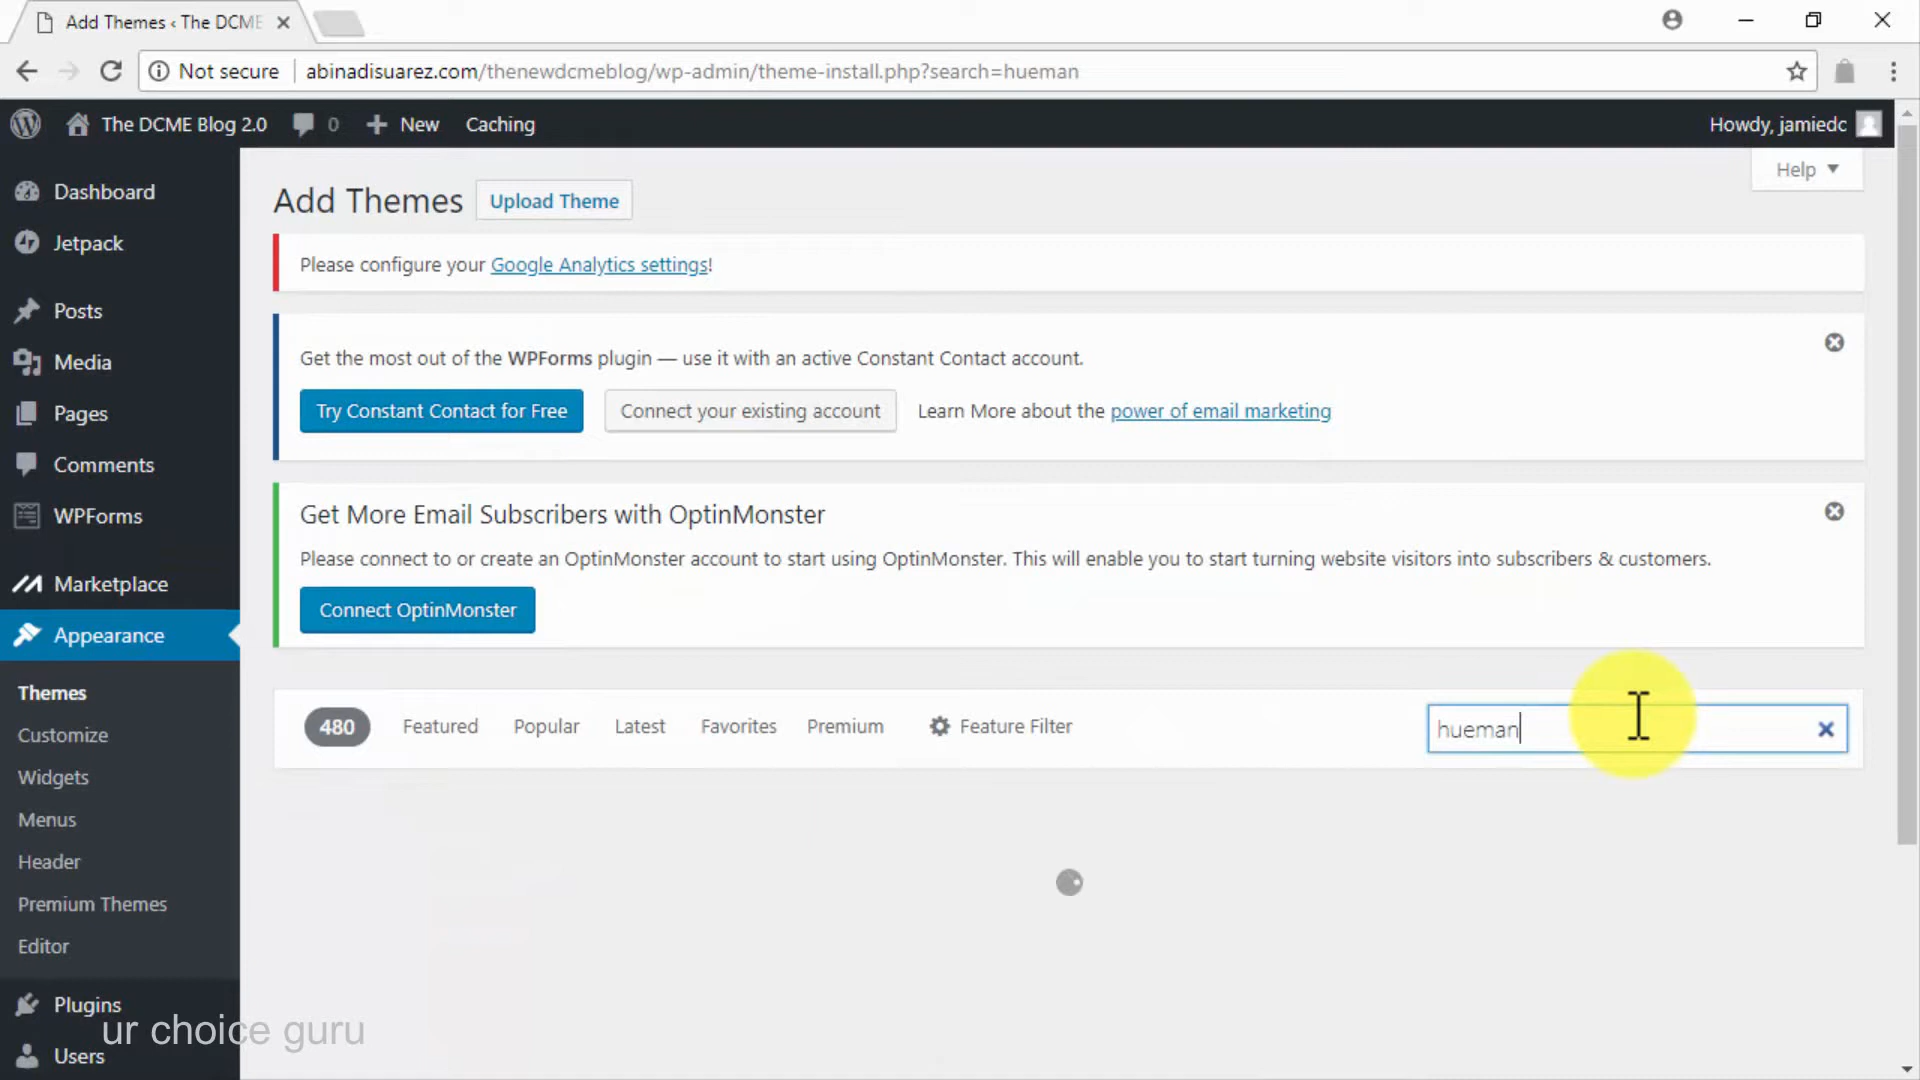 Add Themes ‹ The DCME
Not secure
abinadisuarez.com/thenewdcmeblog/wp-admin/theme-install.php?search=hueman
The DCME Blog 2.0 0 New Caching Howdy, jamiedc
Help
Dashboard
Jetpack
Posts
Media
Pages
Comments
WPForms
Marketplace
Appearance
Themes
Customize
Widgets
Menus
Header
Premium Themes
Editor
Plugins
Users
Add Themes Upload Theme
Please configure your Google Analytics settings!
Get the most out of the WPForms plugin — use it with an active Constant Contact account.
Try Constant Contact for Free Connect your existing account Learn More about the power of email marketing
Get More Email Subscribers with OptinMonster
Please connect to or create an OptinMonster account to start using OptinMonster. This will enable you to start turning website visitors into subscribers & customers.
Connect OptinMonster
480 Featured Popular Latest Favorites Premium Feature Filter hueman
ur choice guru